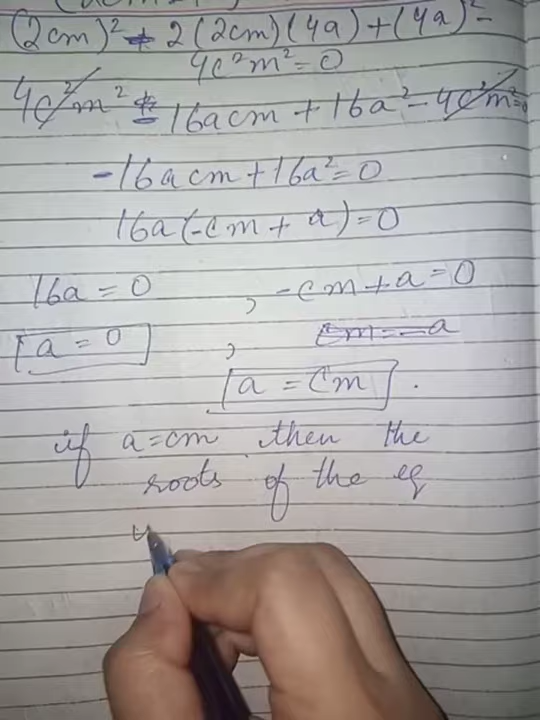 (2cm)² - 2(2cm)(4a) + (4a)² -
4c²m² = 0
4c²m² - 16acm + 16a² - 4c²m² = 0
-16acm + 16a² = 0
16a(-cm + a) = 0
16a = 0 , -cm + a = 0
a = 0 , cm = -a
a = cm .
if a = cm then the
roots of the eq